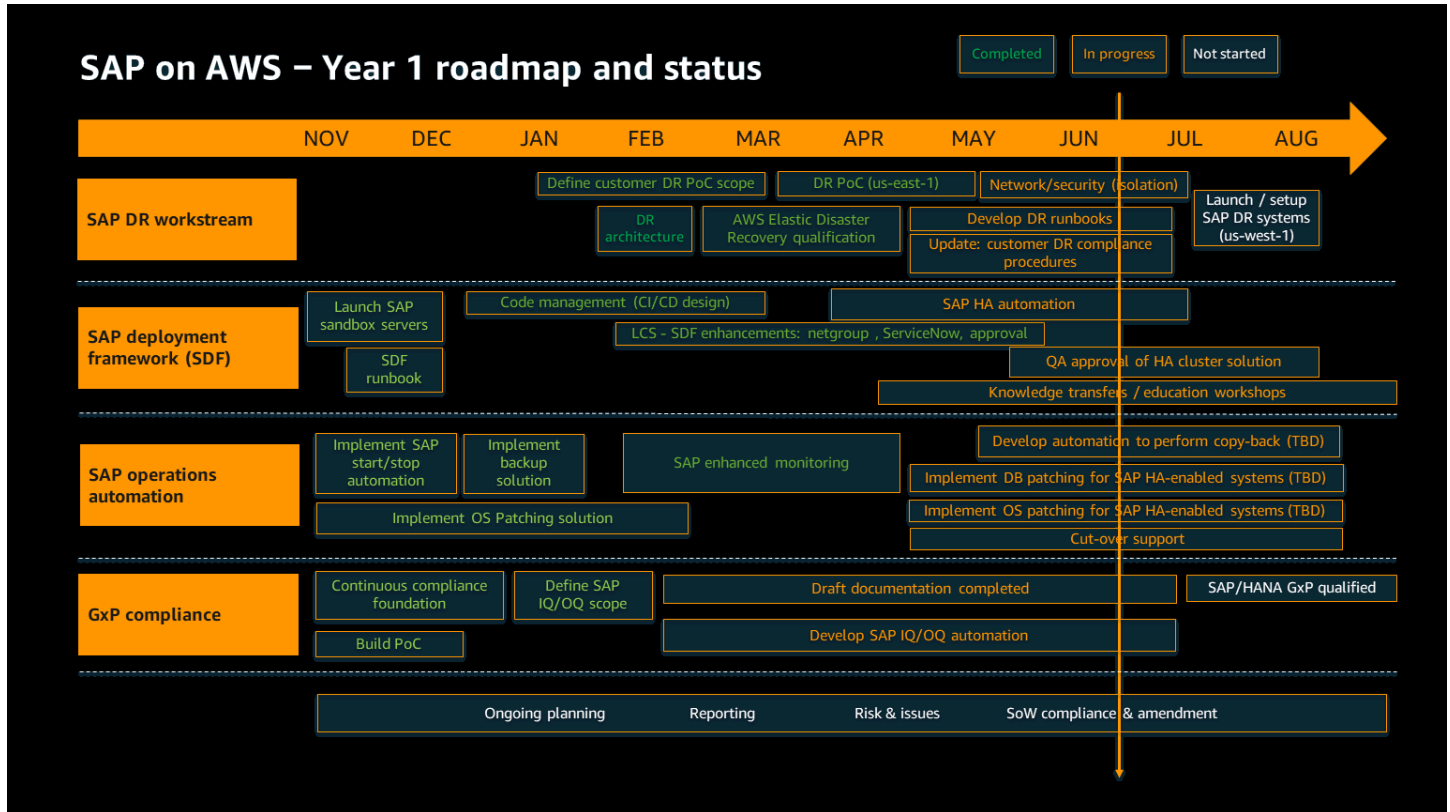 SAP on AWS – Year 1 roadmap and status
Completed
In progress
Not started
NOV
DEC
JAN
FEB
MAR
APR
MAY
JUN
JUL
AUG
SAP DR workstream
Define customer DR PoC scope
DR PoC (us-east-1)
Network/security (isolation)
DR
architecture
AWS Elastic Disaster
Recovery qualification
Develop DR runbooks
Update: customer DR compliance
procedures
Launch / setup
SAP DR systems
(us-west-1)
SAP deployment
framework (SDF)
Launch SAP
sandbox servers
Code management (CI/CD design)
SAP HA automation
LCS - SDF enhancements: netgroup , ServiceNow, approval
SDF
runbook
QA approval of HA cluster solution
Knowledge transfers / education workshops
SAP operations
automation
Implement SAP
start/stop
automation
Implement
backup
solution
SAP enhanced monitoring
Develop automation to perform copy-back (TBD)
Implement DB patching for SAP HA-enabled systems (TBD)
Implement OS Patching solution
Implement OS patching for SAP HA-enabled systems (TBD)
Cut-over support
GxP compliance
Continuous compliance
foundation
Define SAP
IQ/OQ scope
Draft documentation completed
SAP/HANA GxP qualified
Build PoC
Develop SAP IQ/OQ automation
Ongoing planning
Reporting
Risk & issues
SoW compliance & amendment